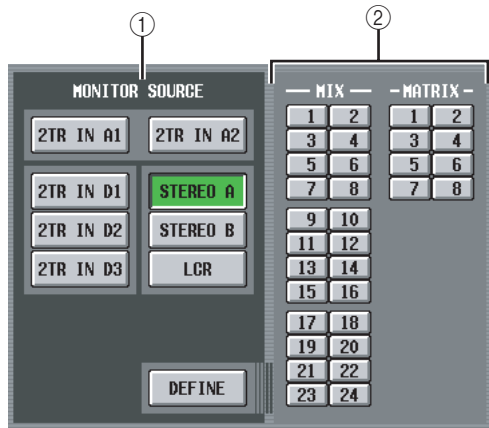 ①
②
MONITOR SOURCE
2TR IN A1 2TR IN A2
2TR IN D1 STEREO A
2TR IN D2 STEREO B
2TR IN D3 LCR
DEFINE
MIX
1 2
3 4
5 6
7 8
9 10
11 12
13 14
15 16
17 18
19 20
21 22
23 24
MATRIX
1 2
3 4
5 6
7 8